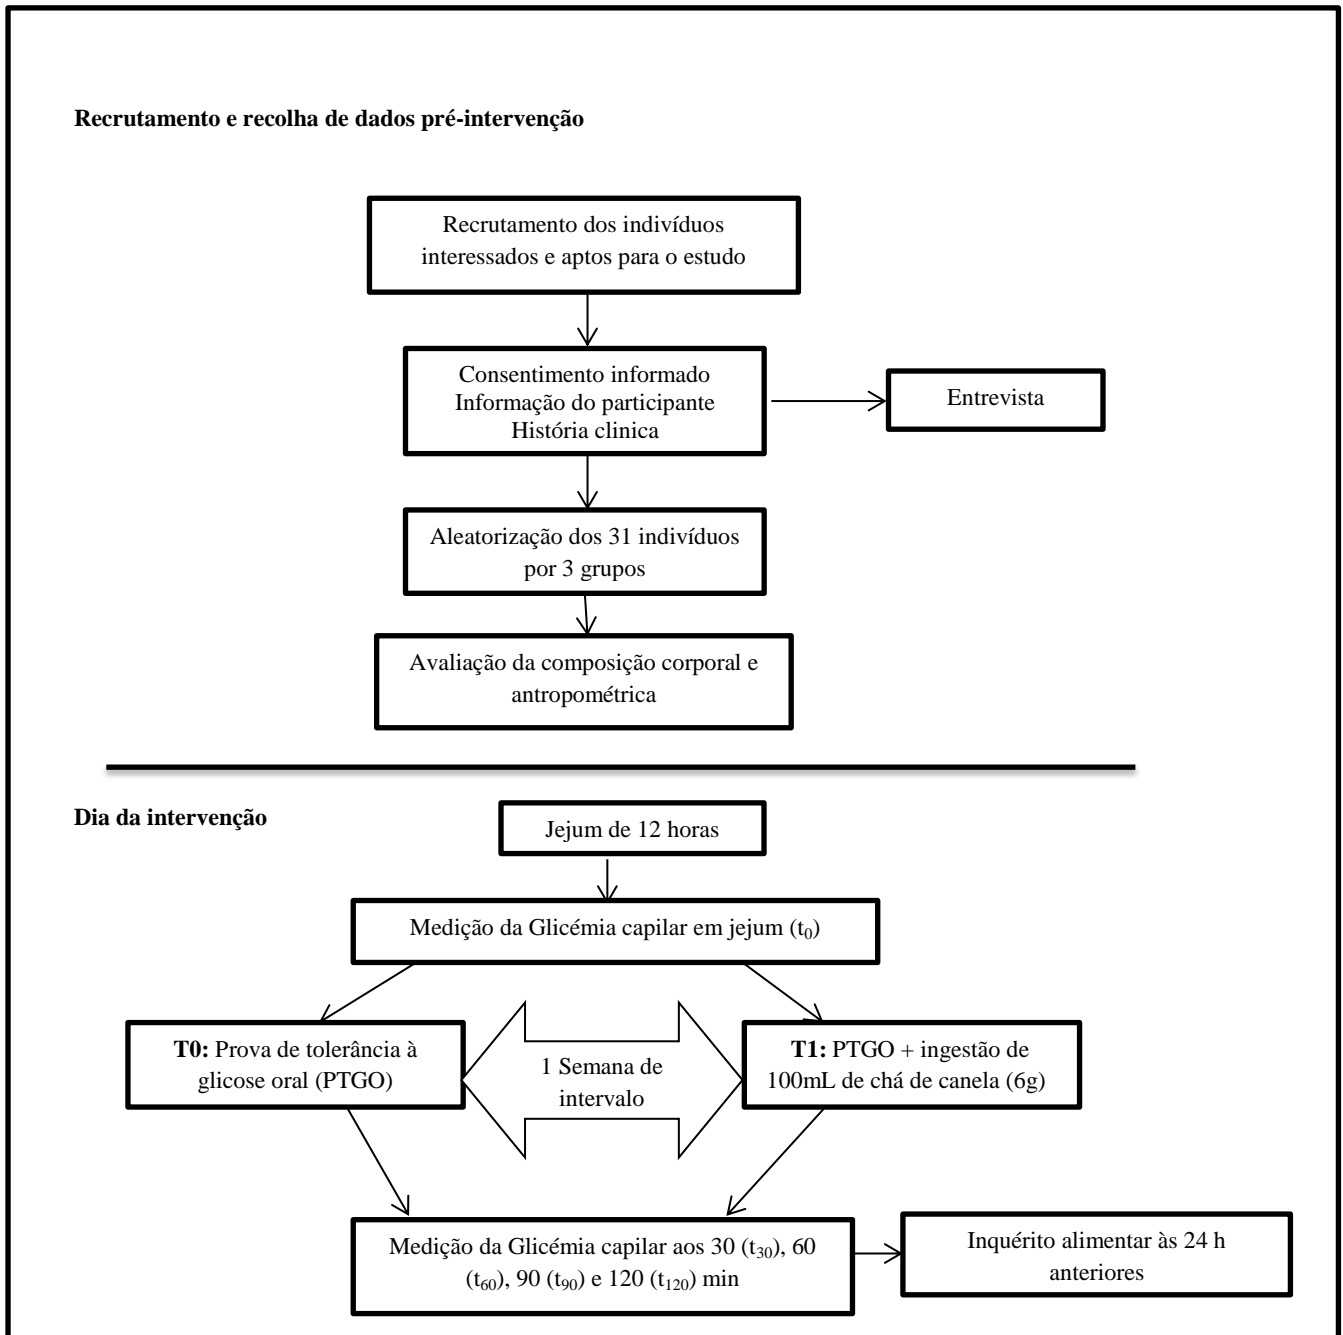 Recrutamento e recolha de dados pré-intervenção
Recrutamento dos indivíduos
interessados e aptos para o estudo
Consentimento informado
Informação do participante
História clinica
Entrevista
Aleatorização dos 31 indivíduos
por 3 grupos
Avaliação da composição corporal e
antropométrica
Dia da intervenção
Jejum de 12 horas
Medição da Glicémia capilar em jejum (t0)
T0: Prova de tolerância à
glicose oral (PTGO)
1 Semana de
intervalo
T1: PTGO + ingestão de
100mL de chá de canela (6g)
Medição da Glicémia capilar aos 30 (t30), 60
(t60), 90 (t90) e 120 (t120) min
Inquérito alimentar às 24 h
anteriores